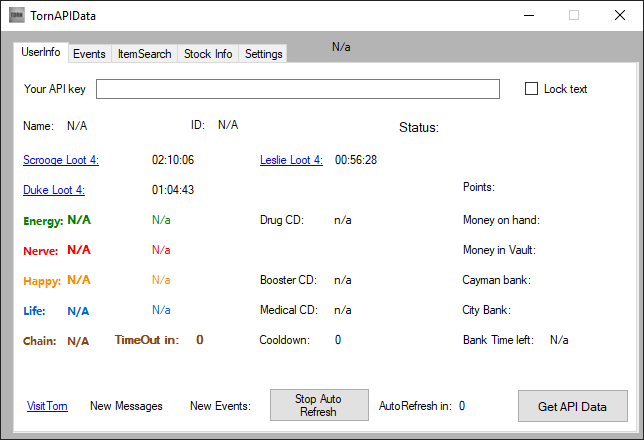 TORN TornAPIData
N/a
UserInfo Events ItemSearch Stock Info Settings
Your API key Lock text
Name: N/A ID: N/A Status:
Scrooge Loot 4: 02:10:06 Leslie Loot 4: 00:56:28
Duke Loot 4: 01:04:43 Points:
Energy: N/A N/a Drug CD: n/a Money on hand:
Nerve: N/A N/a Money in Vault:
Happy: N/A N/a Booster CD: n/a Cayman bank:
Life: N/A N/a Medical CD: n/a City Bank:
Chain: N/A TimeOut in: 0 Cooldown: 0 Bank Time left: N/a
VisitTorn New Messages New Events: Stop Auto
Refresh AutoRefresh in: 0 Get API Data